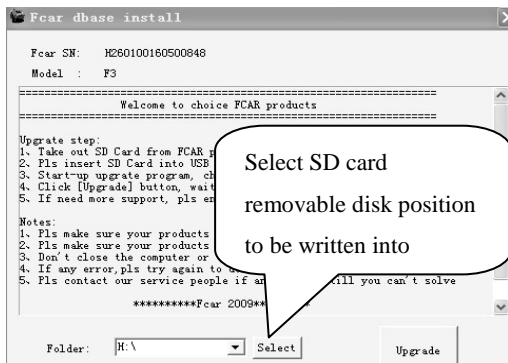 Fcar dbase install
Fcar SN: H260100160500848
Model : F3
Welcome to choice FCAR products
Upgrate step:
1、Take out SD Card from FCAR
2、Pls insert SD Card into USB
3、Start-up upgrate program, ch
4、Click [Upgrade] button, wait
5、If need more support, pls en
Notes:
1、Pls make sure your products
2、Pls make sure your products
3、Don't close the computer or
4、If any error,pls try again to
5、Pls contact our service people if an ill you can't solve
**********Fcar 2009**
Select SD card
removable disk position
to be written into
Folder: H:\ Select Upgrade